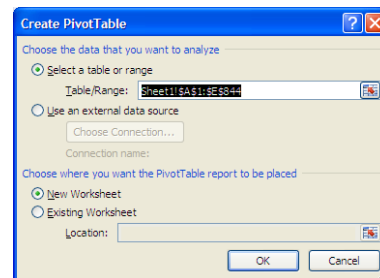 Create PivotTable
Choose the data that you want to analyze
Select a table or range
Table/Range: Sheet1!$A$1:$E$844
Use an external data source
Choose Connection...
Connection name:
Choose where you want the PivotTable report to be placed
New Worksheet
Existing Worksheet
Location:
OK Cancel